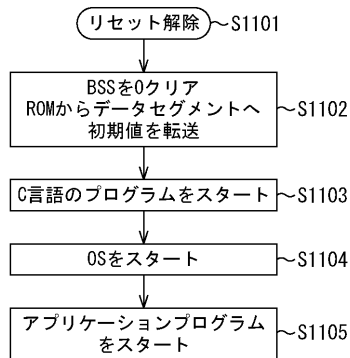 リセット解除 ~S1101
BSSを0クリア
ROMからデータセグメントへ ~S1102
初期値を転送
C言語のプログラムをスタート ~S1103
OSをスタート ~S1104
アプリケーションプログラム
をスタート ~S1105